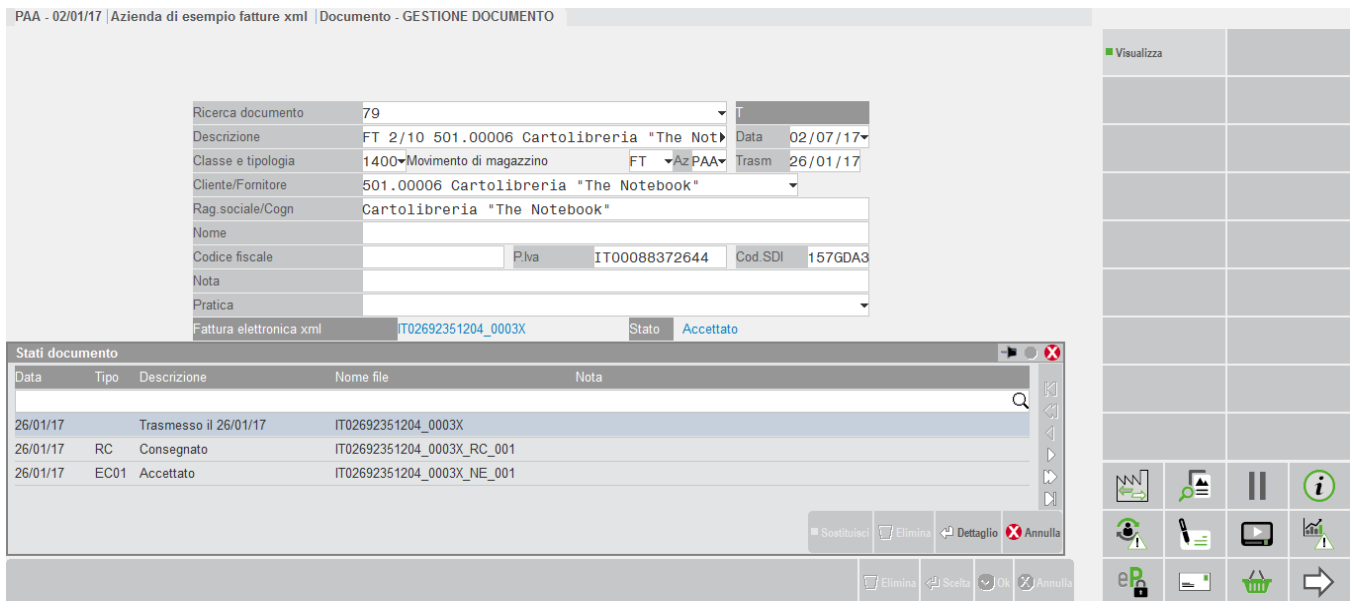 PAA - 02/01/17 | Azienda di esempio fatture xml | Documento - GESTIONE DOCUMENTO
Visualizza
Ricerca documento 79 T
Descrizione FT 2/10 501.00006 Cartolibreria "The Not Data 02/07/17
Classe e tipologia 1400 Movimento di magazzino FT Az PAA Trasm 26/01/17
Cliente/Fornitore 501.00006 Cartolibreria "The Notebook"
Rag.sociale/Cogn Cartolibreria "The Notebook"
Nome
Codice fiscale P.Iva IT00088372644 Cod.SDI 157GDA3
Nota
Pratica
Fattura elettronica xml IT02692351204_0003X Stato Accettato
Stati documento
Data Tipo Descrizione Nome file Nota
26/01/17 Trasmesso il 26/01/17 IT02692351204_0003X
26/01/17 RC Consegnato IT02692351204_0003X_RC_001
26/01/17 EC01 Accettato IT02692351204_0003X_NE_001
Sostituisci Elimina Dettaglio Annulla
Elimina Scelta Ok Annulla
i
eP